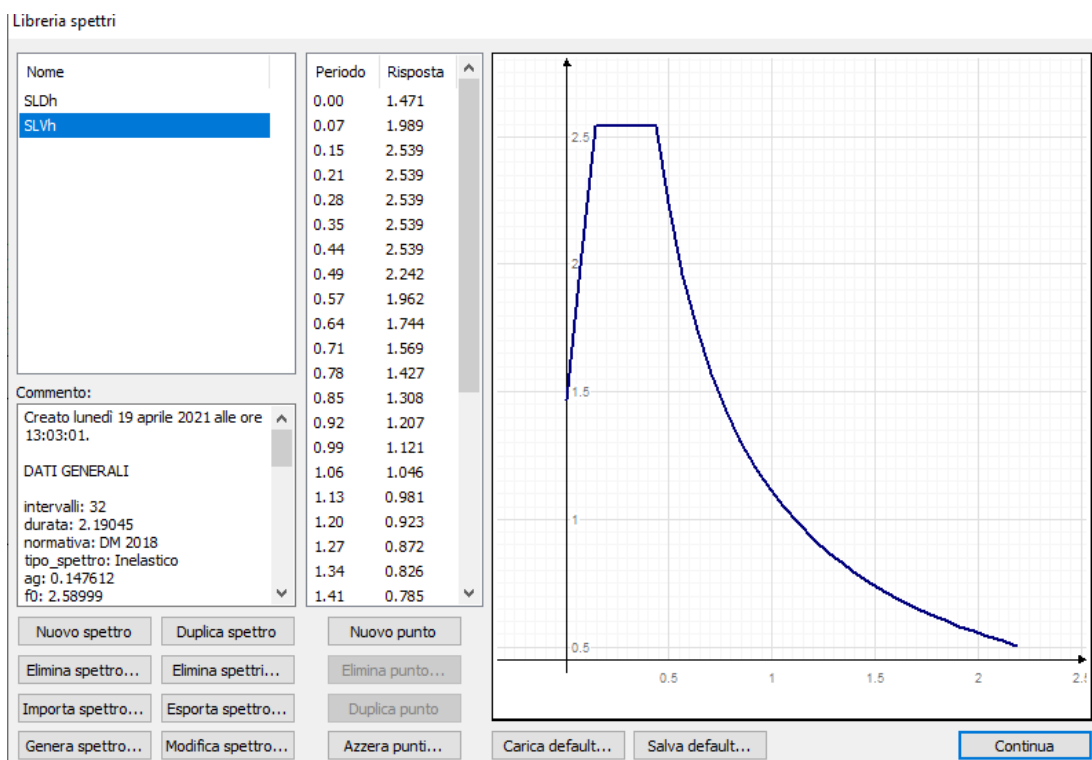 Libreria spettri
Nome
SLDh
SLVh
Commento:
Creato lunedì 19 aprile 2021 alle ore
13:03:01.
DATI GENERALI
intervalli: 32
durata: 2.19045
normativa: DM 2018
tipo_spettro: Inelastico
ag: 0.147612
f0: 2.58999
Periodo Risposta
0.00 1.471
0.07 1.989
0.15 2.539
0.21 2.539
0.28 2.539
0.35 2.539
0.44 2.539
0.49 2.242
0.57 1.962
0.64 1.744
0.71 1.569
0.78 1.427
0.85 1.308
0.92 1.207
0.99 1.121
1.06 1.046
1.13 0.981
1.20 0.923
1.27 0.872
1.34 0.826
1.41 0.785
2.5
2
1.5
1
0.5
0.5 1 1.5 2
Nuovo spettro Duplica spettro Nuovo punto
Elimina spettro... Elimina spettri... Elimina punto...
Importa spettro... Esporta spettro... Duplica punto
Genera spettro... Modifica spettro... Azzera punti... Carica default... Salva default... Continua